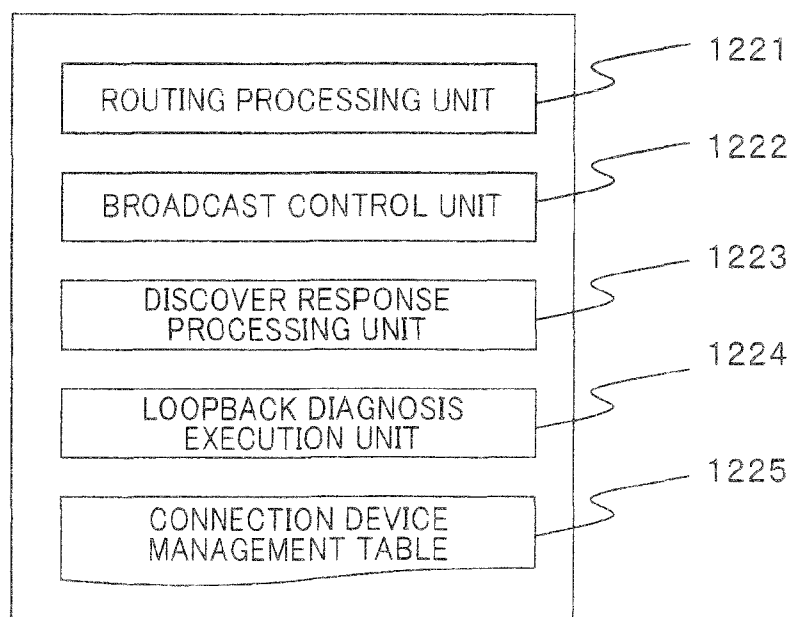 ROUTING PROCESSING UNIT
1221
BROADCAST CONTROL UNIT
1222
DISCOVER RESPONSE
PROCESSING UNIT
1223
LOOPBACK DIAGNOSIS
EXECUTION UNIT
1224
CONNECTION DEVICE
MANAGEMENT TABLE
1225